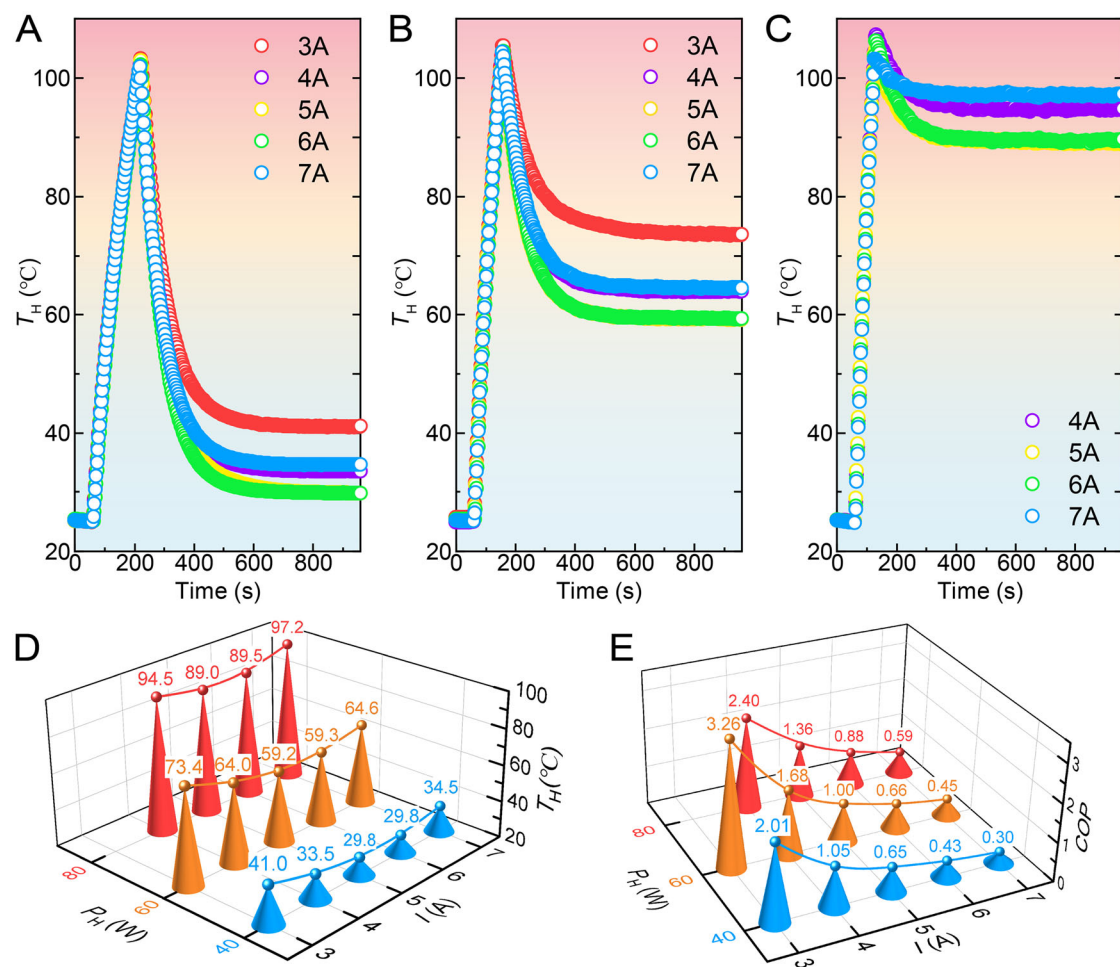 A
3A
4A
5A
6A
7A
100
80
60
40
20
T_H (°C)
0
200
400
600
800
Time (s)
B
3A
4A
5A
6A
7A
100
80
60
40
20
T_H (°C)
0
200
400
600
800
Time (s)
C
4A
5A
6A
7A
100
80
60
40
20
T_H (°C)
0
200
400
600
800
Time (s)
D
94.5
89.0
89.5
97.2
73.4
64.0
59.2
59.3
64.6
41.0
33.5
29.8
29.8
34.5
100
80
60
40
20
T_H (°C)
80
60
40
P_H (W)
3
4
5
6
7
I (A)
E
2.40
1.36
0.88
0.59
3.26
1.68
1.00
0.66
0.45
2.01
1.05
0.65
0.43
0.30
3
2
1
0
COP
80
60
40
P_H (W)
3
4
5
6
7
I (A)